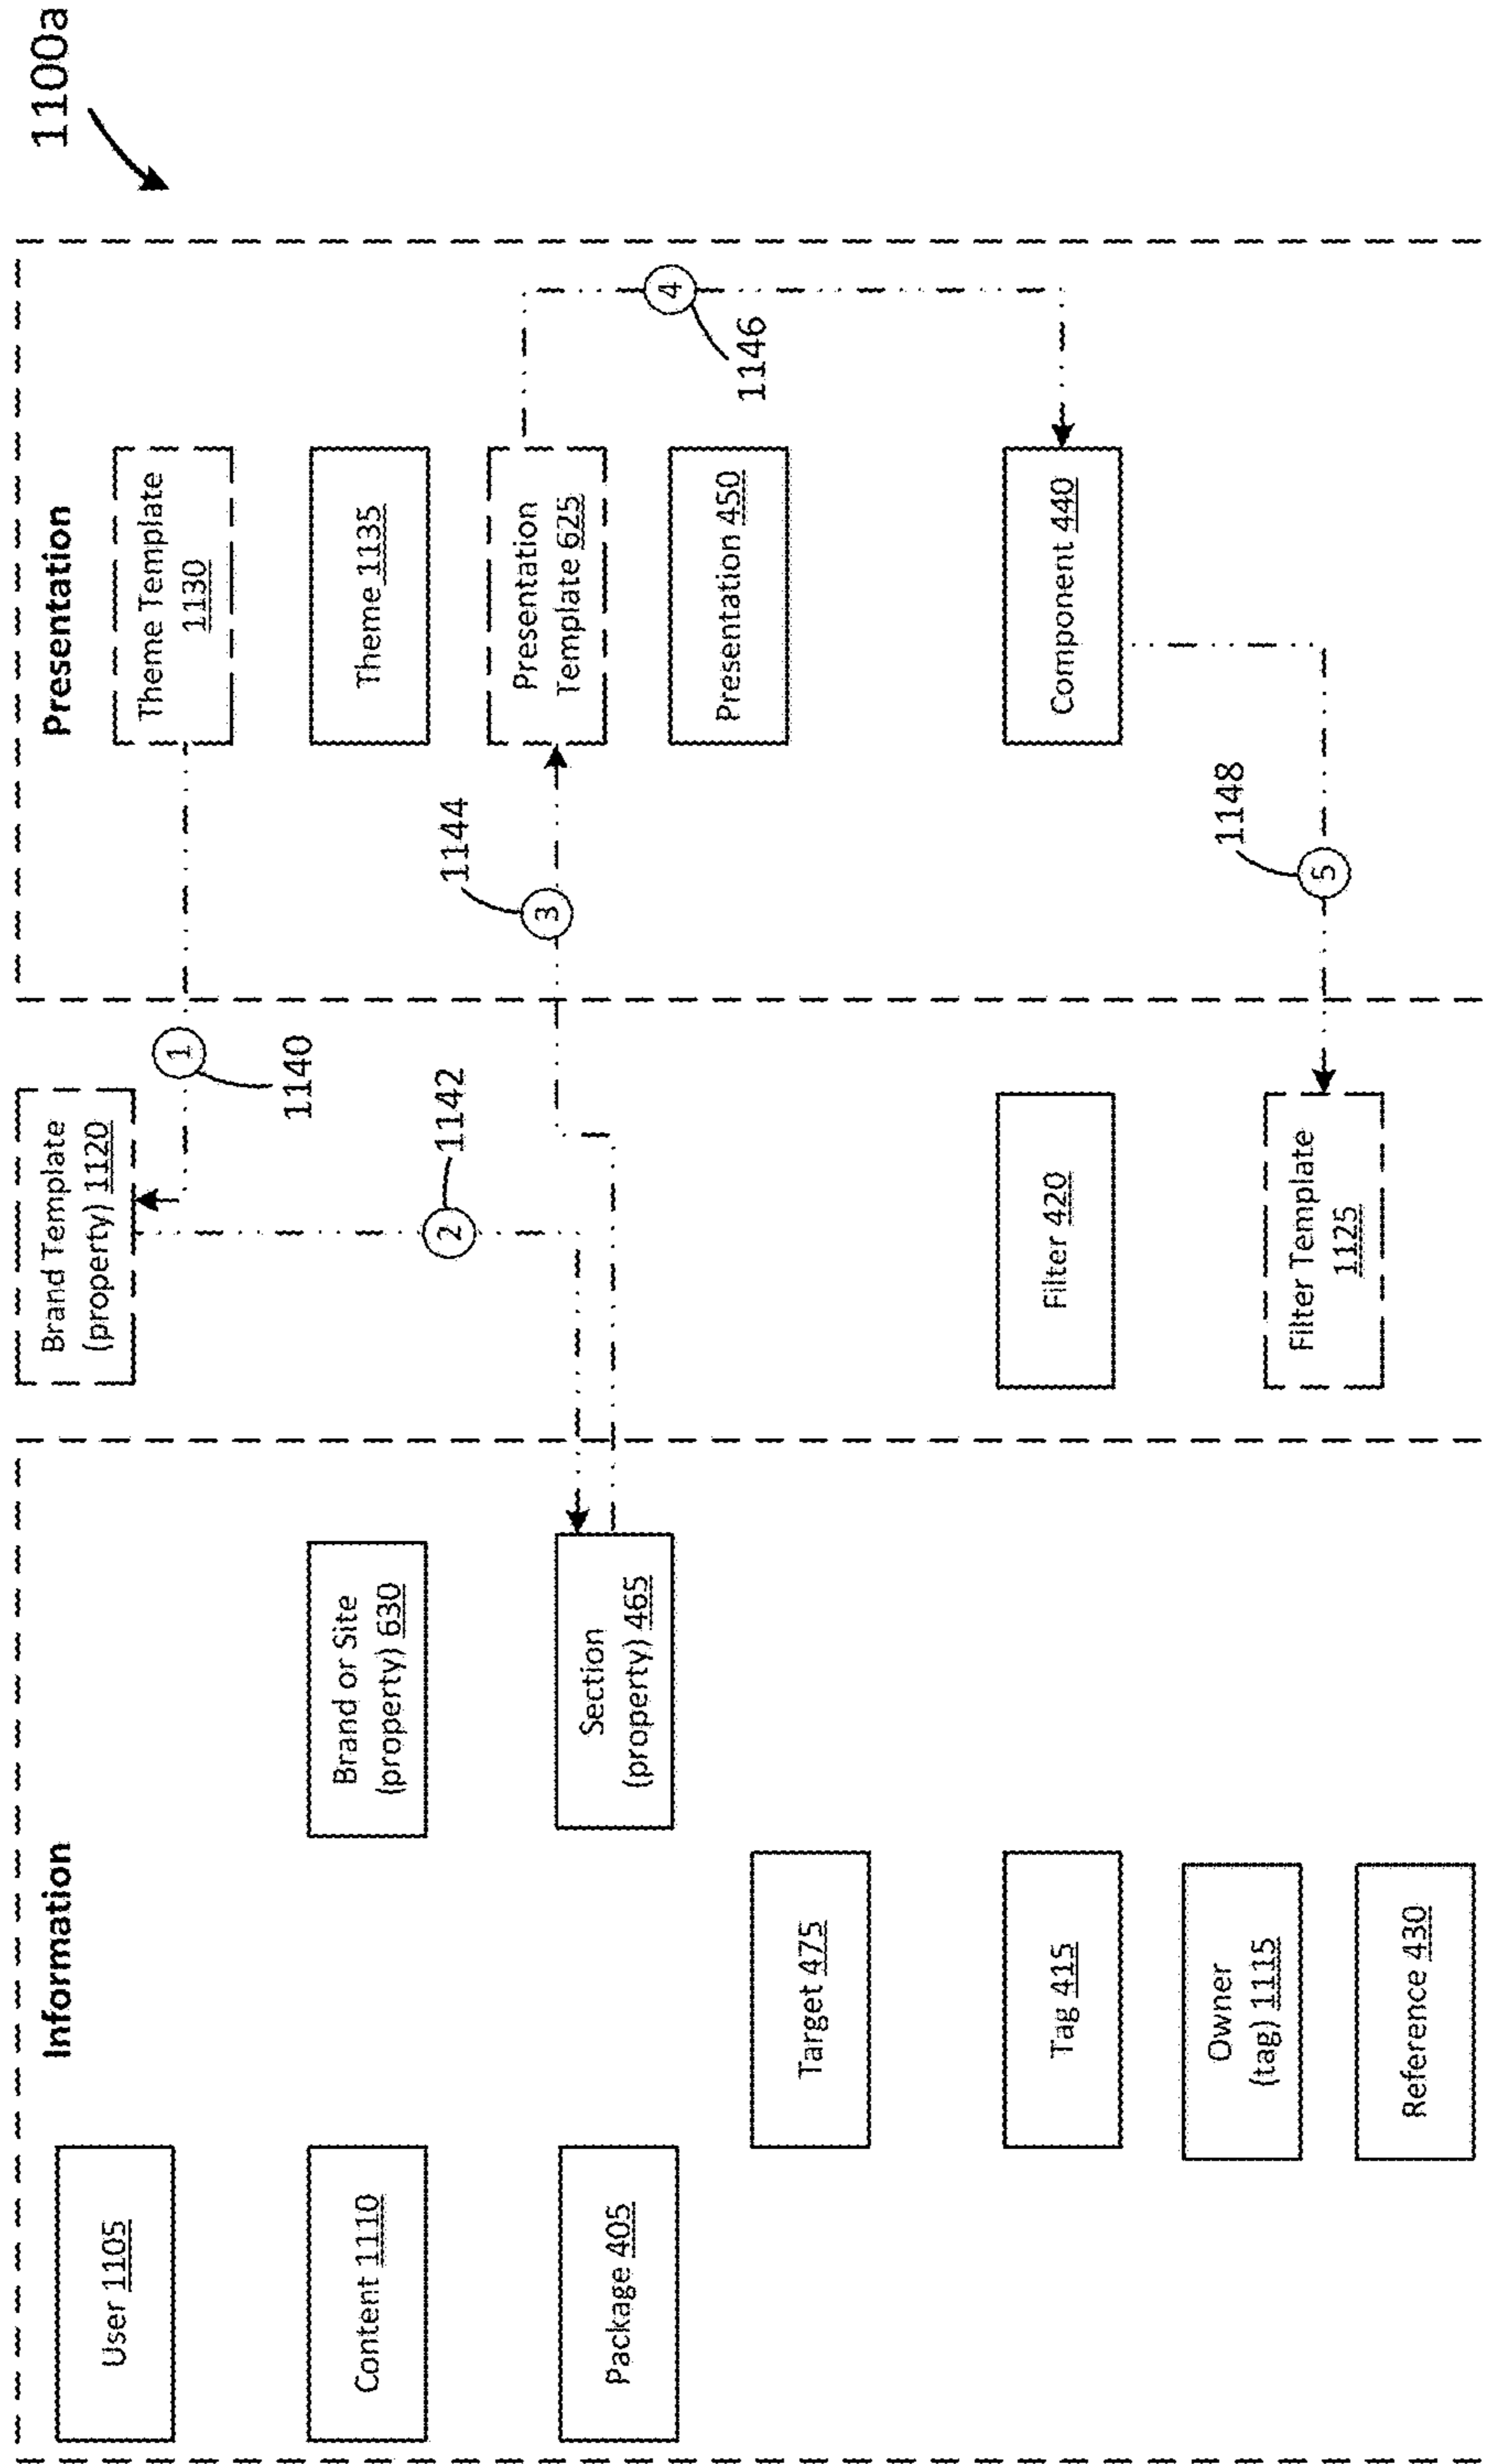 1100a
Information
Presentation
User 1105
Content 1110
Package 405
Target 475
Tag 415
Owner
(tag) 1115
Reference 430
Brand or Site
(property) 630
Section
(property) 465
Brand Template
(property) 1120
Filter 420
Filter Template
1125
1
1140
2
1142
3
1144
Theme Template
1130
Theme 1135
Presentation
Template 625
Presentation 450
Component 440
4
1146
5
1148